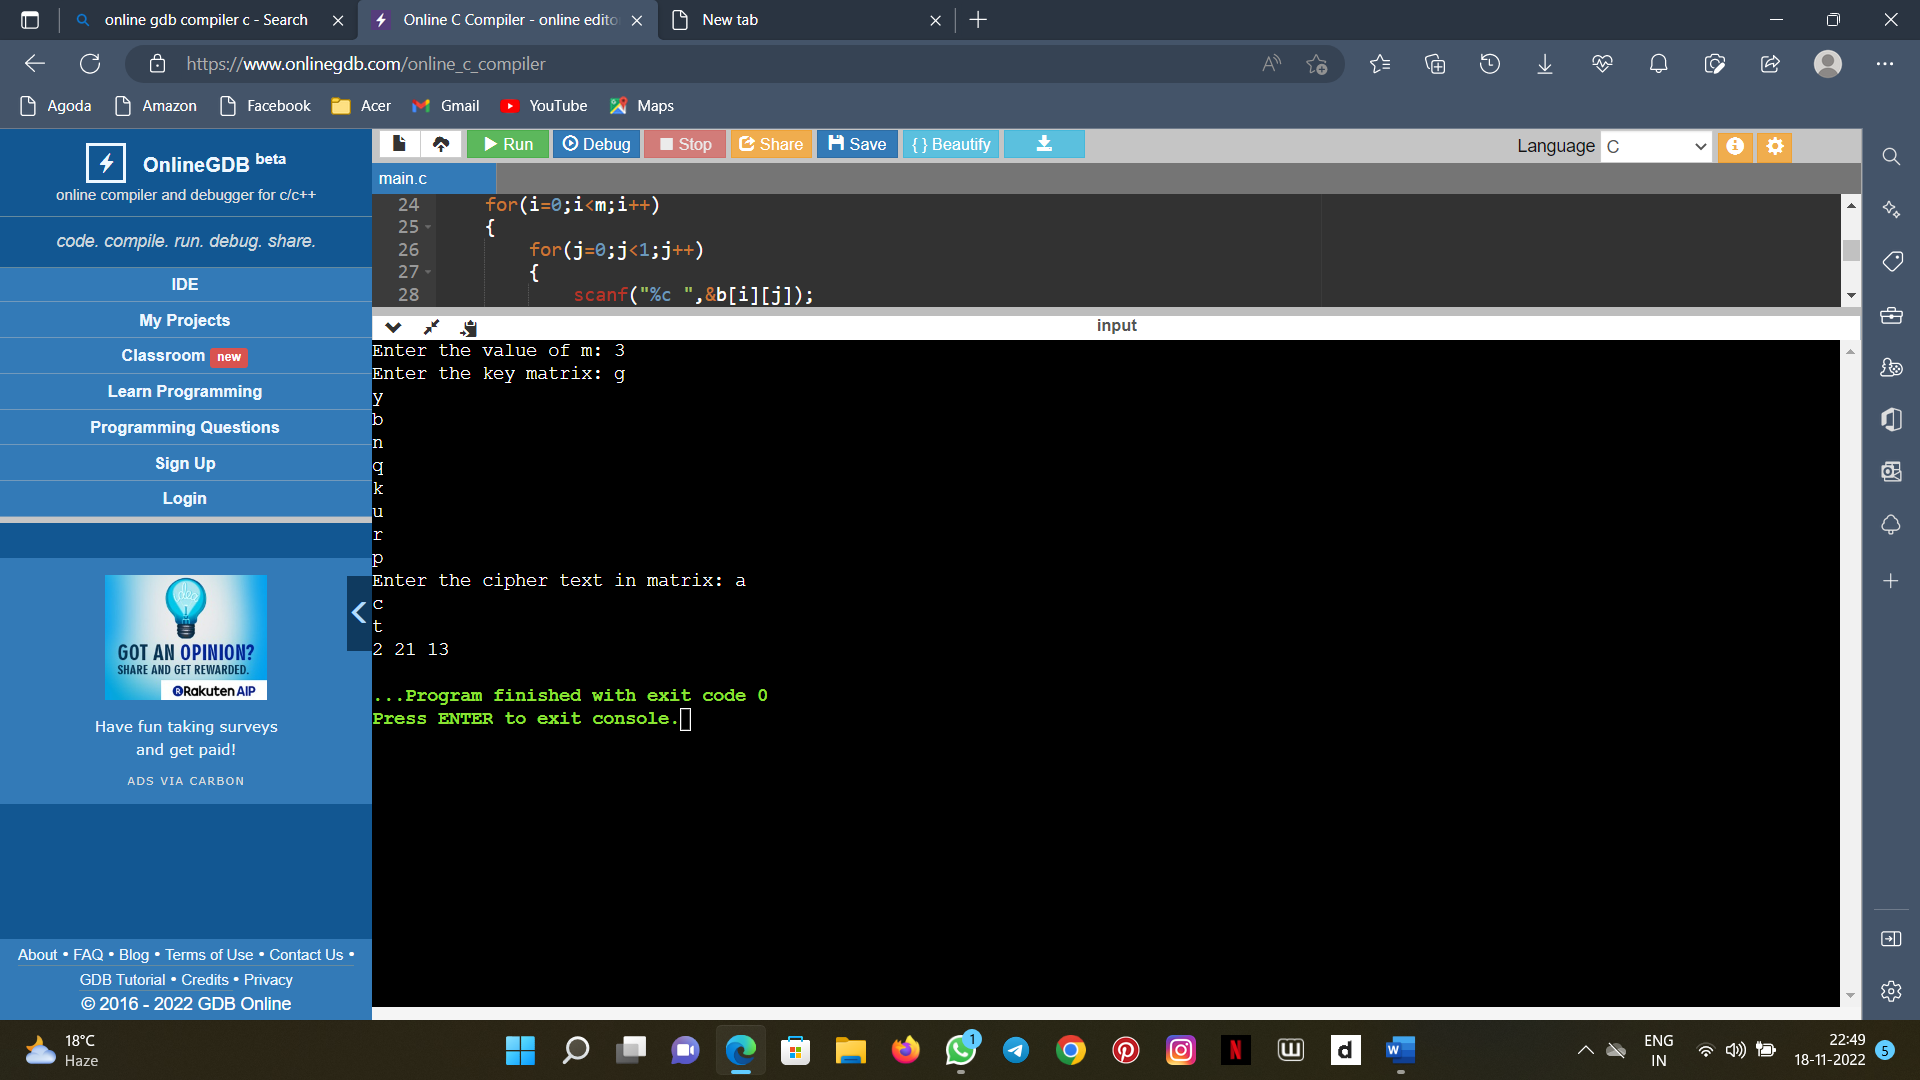 online gdb compiler c - Search
Online C Compiler - online edito
New tab
https://www.onlinegdb.com/online_c_compiler
Agoda
Amazon
Facebook
Acer
Gmail
YouTube
Maps
OnlineGDB beta
online compiler and debugger for c/c++
code. compile. run. debug. share.
IDE
My Projects
Classroom new
Learn Programming
Programming Questions
Sign Up
Login
GOT AN OPINION?
SHARE AND GET REWARDED.
Rakuten AIP
Have fun taking surveys
and get paid!
ADS VIA CARBON
About • FAQ • Blog • Terms of Use • Contact Us •
GDB Tutorial • Credits • Privacy
© 2016 - 2022 GDB Online
Run
Debug
Stop
Share
Save
{ } Beautify
Language C
main.c
24 for(i=0;i<m;i++)
25 {
26 for(j=0;j<1;j++)
27 {
28 scanf("%c ",&b[i][j]);
input
Enter the value of m: 3
Enter the key matrix: g
y
b
n
q
k
u
r
p
Enter the cipher text in matrix: a
c
t
2 21 13
...Program finished with exit code 0
Press ENTER to exit console.
18°C
Haze
1
ENG
IN
22:49
18-11-2022
5